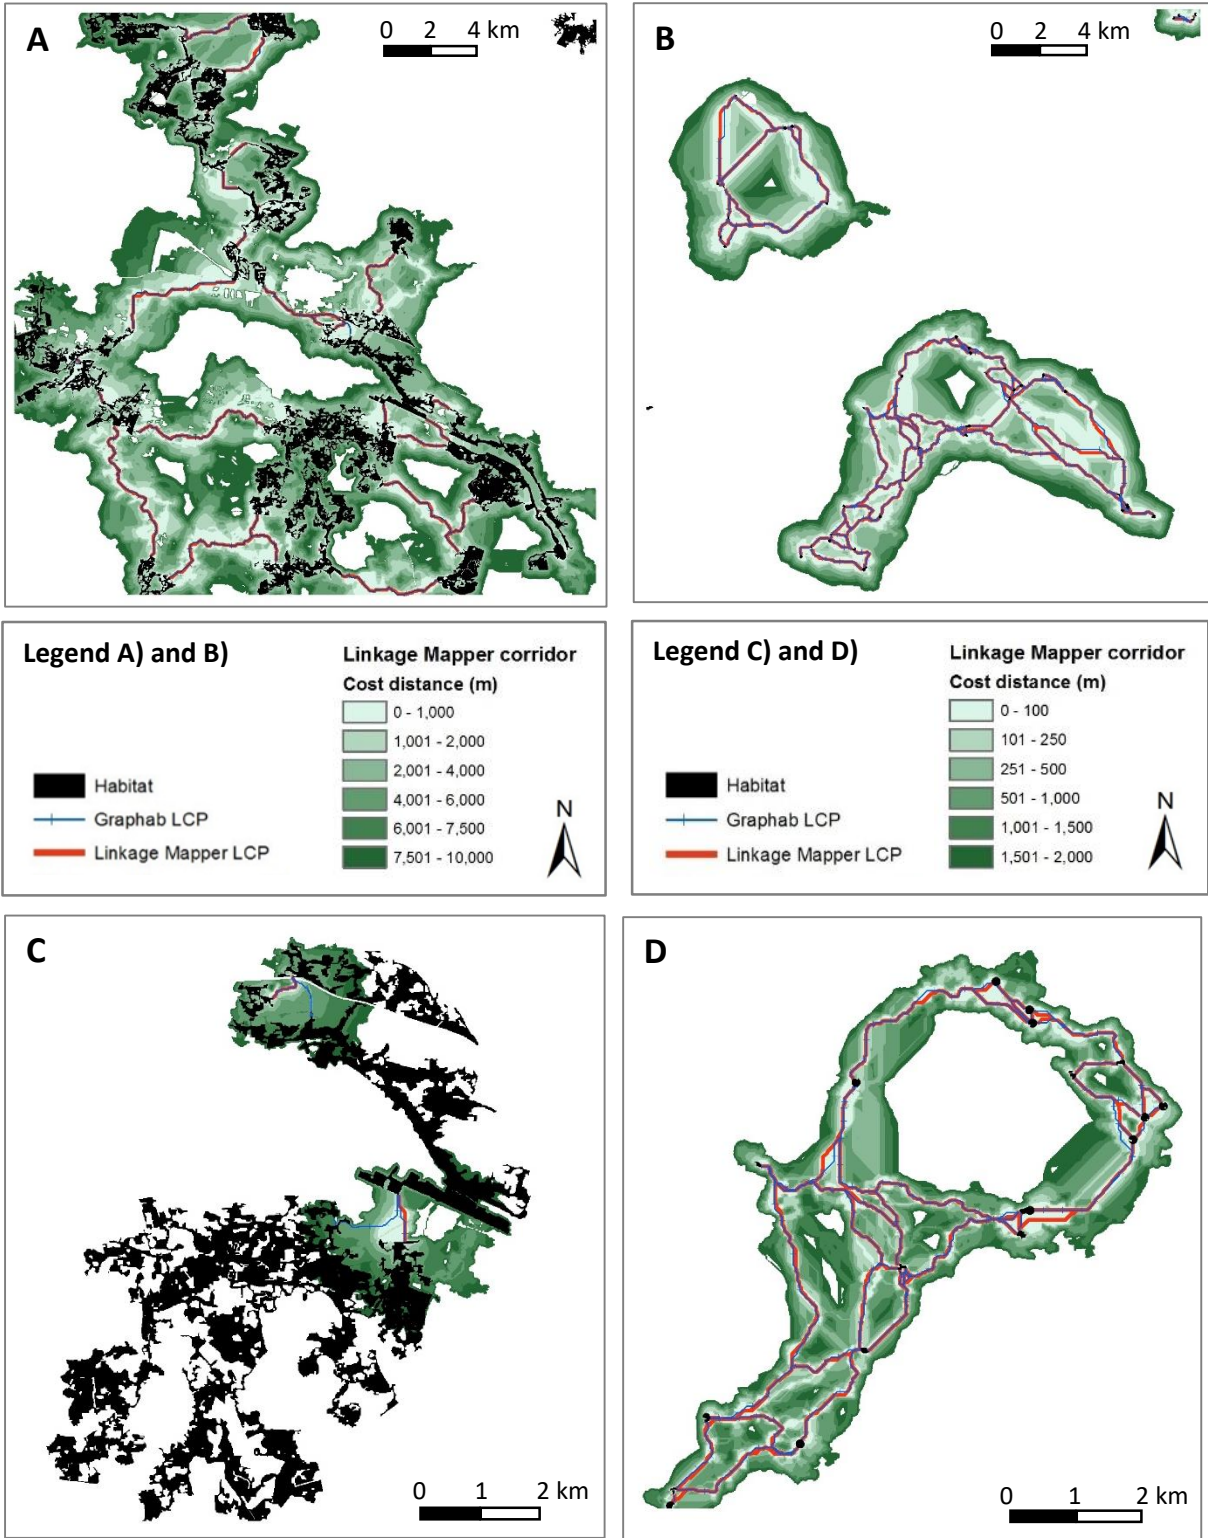 A
0 2 4 km
B
0 2 4 km
Legend A) and B)
Linkage Mapper corridor
Cost distance (m)
0 - 1,000
1,001 - 2,000
2,001 - 4,000
4,001 - 6,000
6,001 - 7,500
7,501 - 10,000
Habitat
Graphab LCP
Linkage Mapper LCP
N
Legend C) and D)
Linkage Mapper corridor
Cost distance (m)
0 - 100
101 - 250
251 - 500
501 - 1,000
1,001 - 1,500
1,501 - 2,000
Habitat
Graphab LCP
Linkage Mapper LCP
N
C
0 1 2 km
D
0 1 2 km